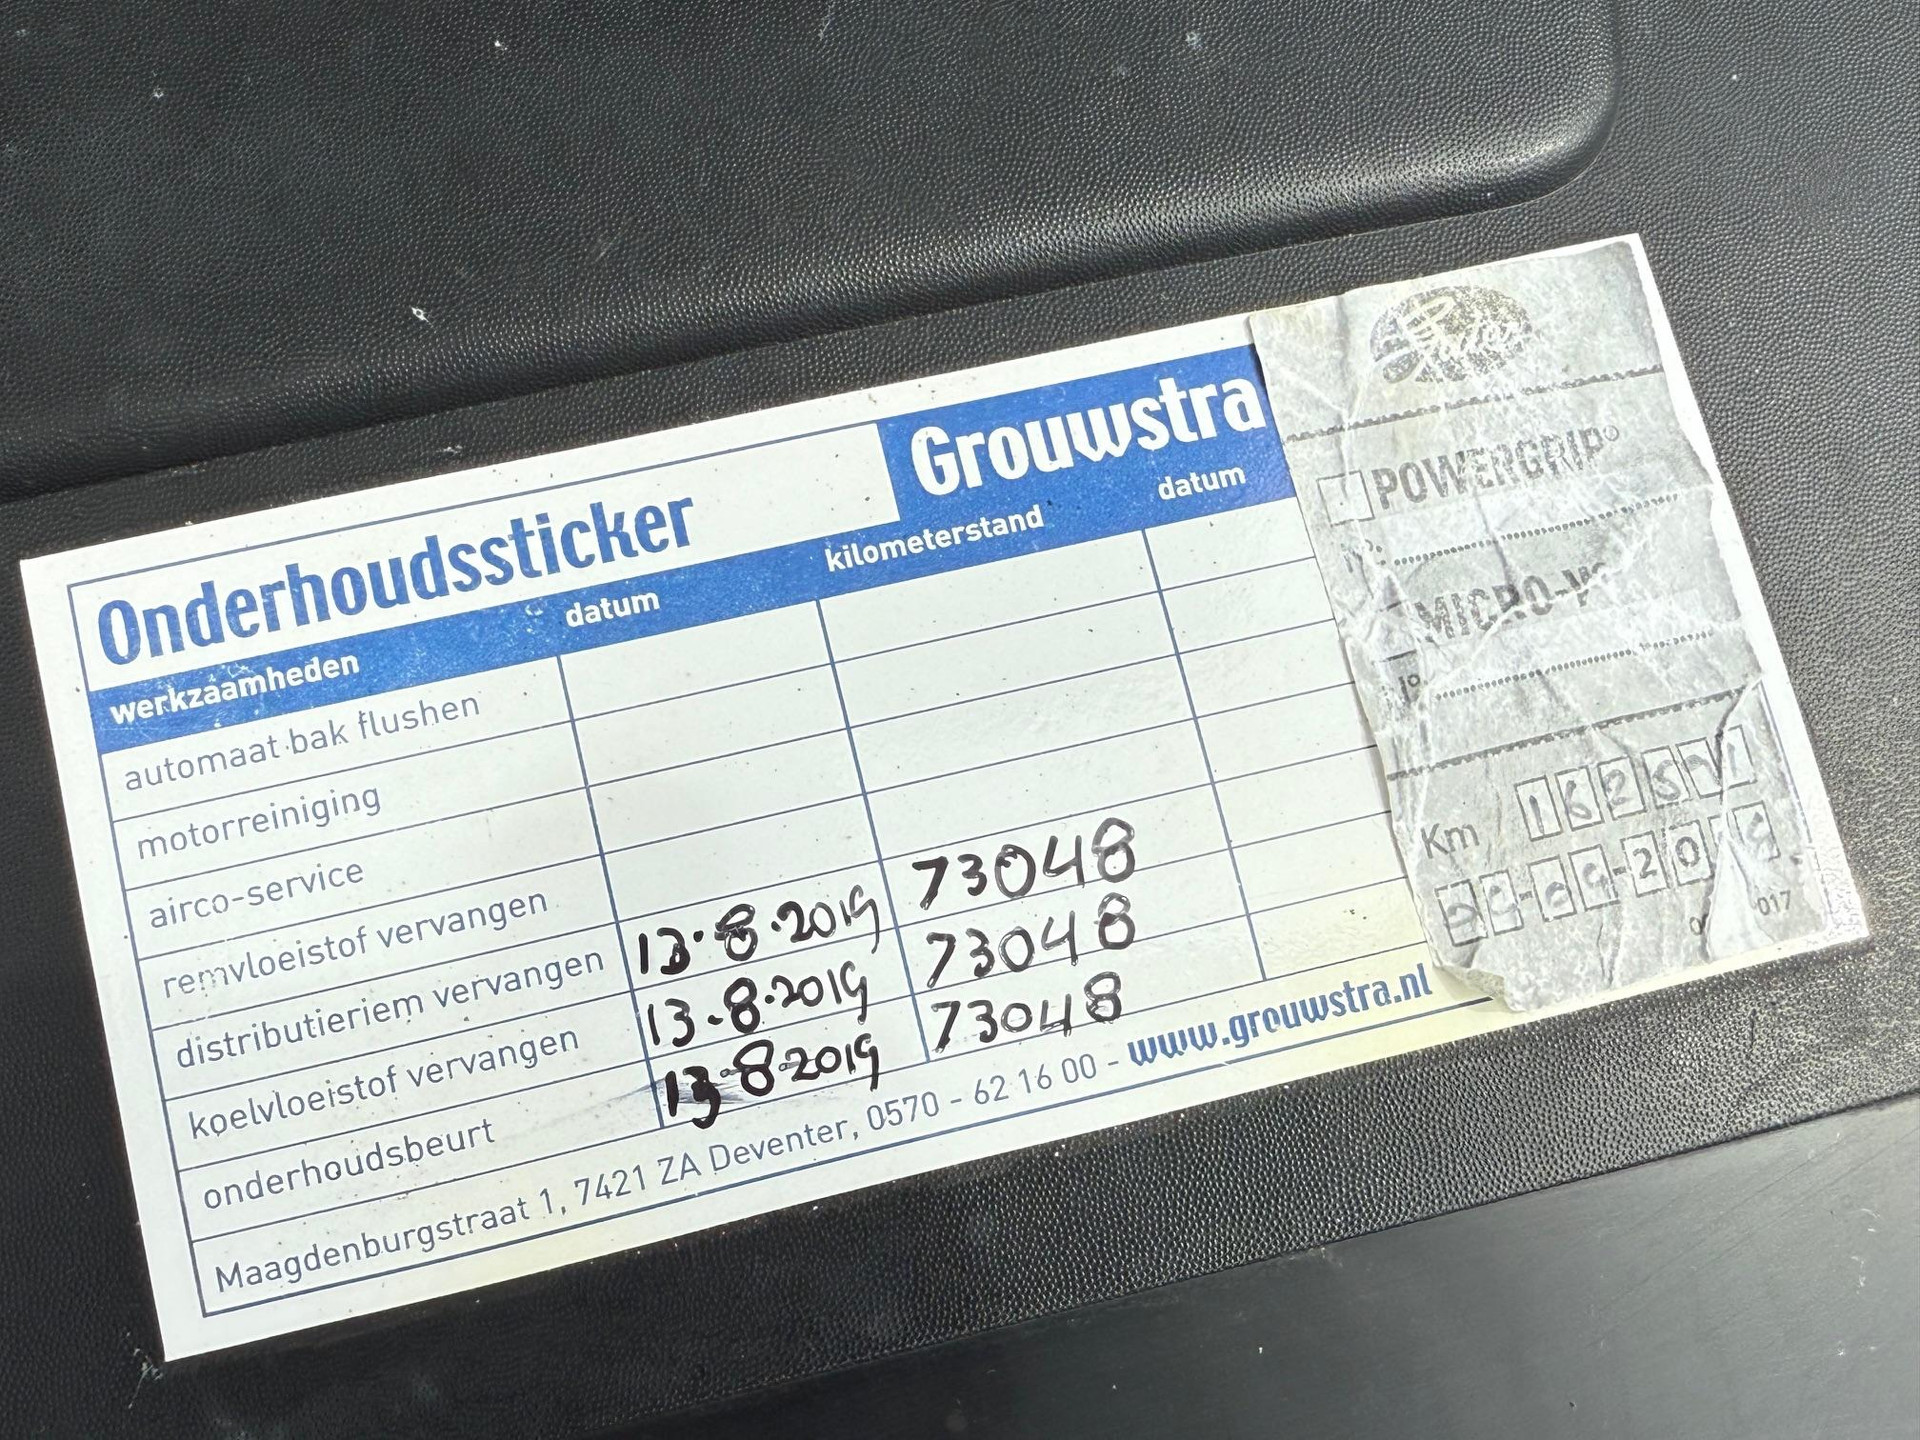 Onderhoudssticker
Grouwstra
werkzaamheden datum kilometerstand datum
automaat bak flushen
motorreiniging
airco-service
remvloeistof vervangen
distributieriem vervangen 13-8-2019 73048
koelvloeistof vervangen 13-8-2019 73048
onderhoudsbeurt 13-8-2019 73048
Maagdenburgstraat 1, 7421 ZA Deventer, 0570 - 62 16 00 - www.grouwstra.nl
POWERGRIP®
MICRO-V
Km
017